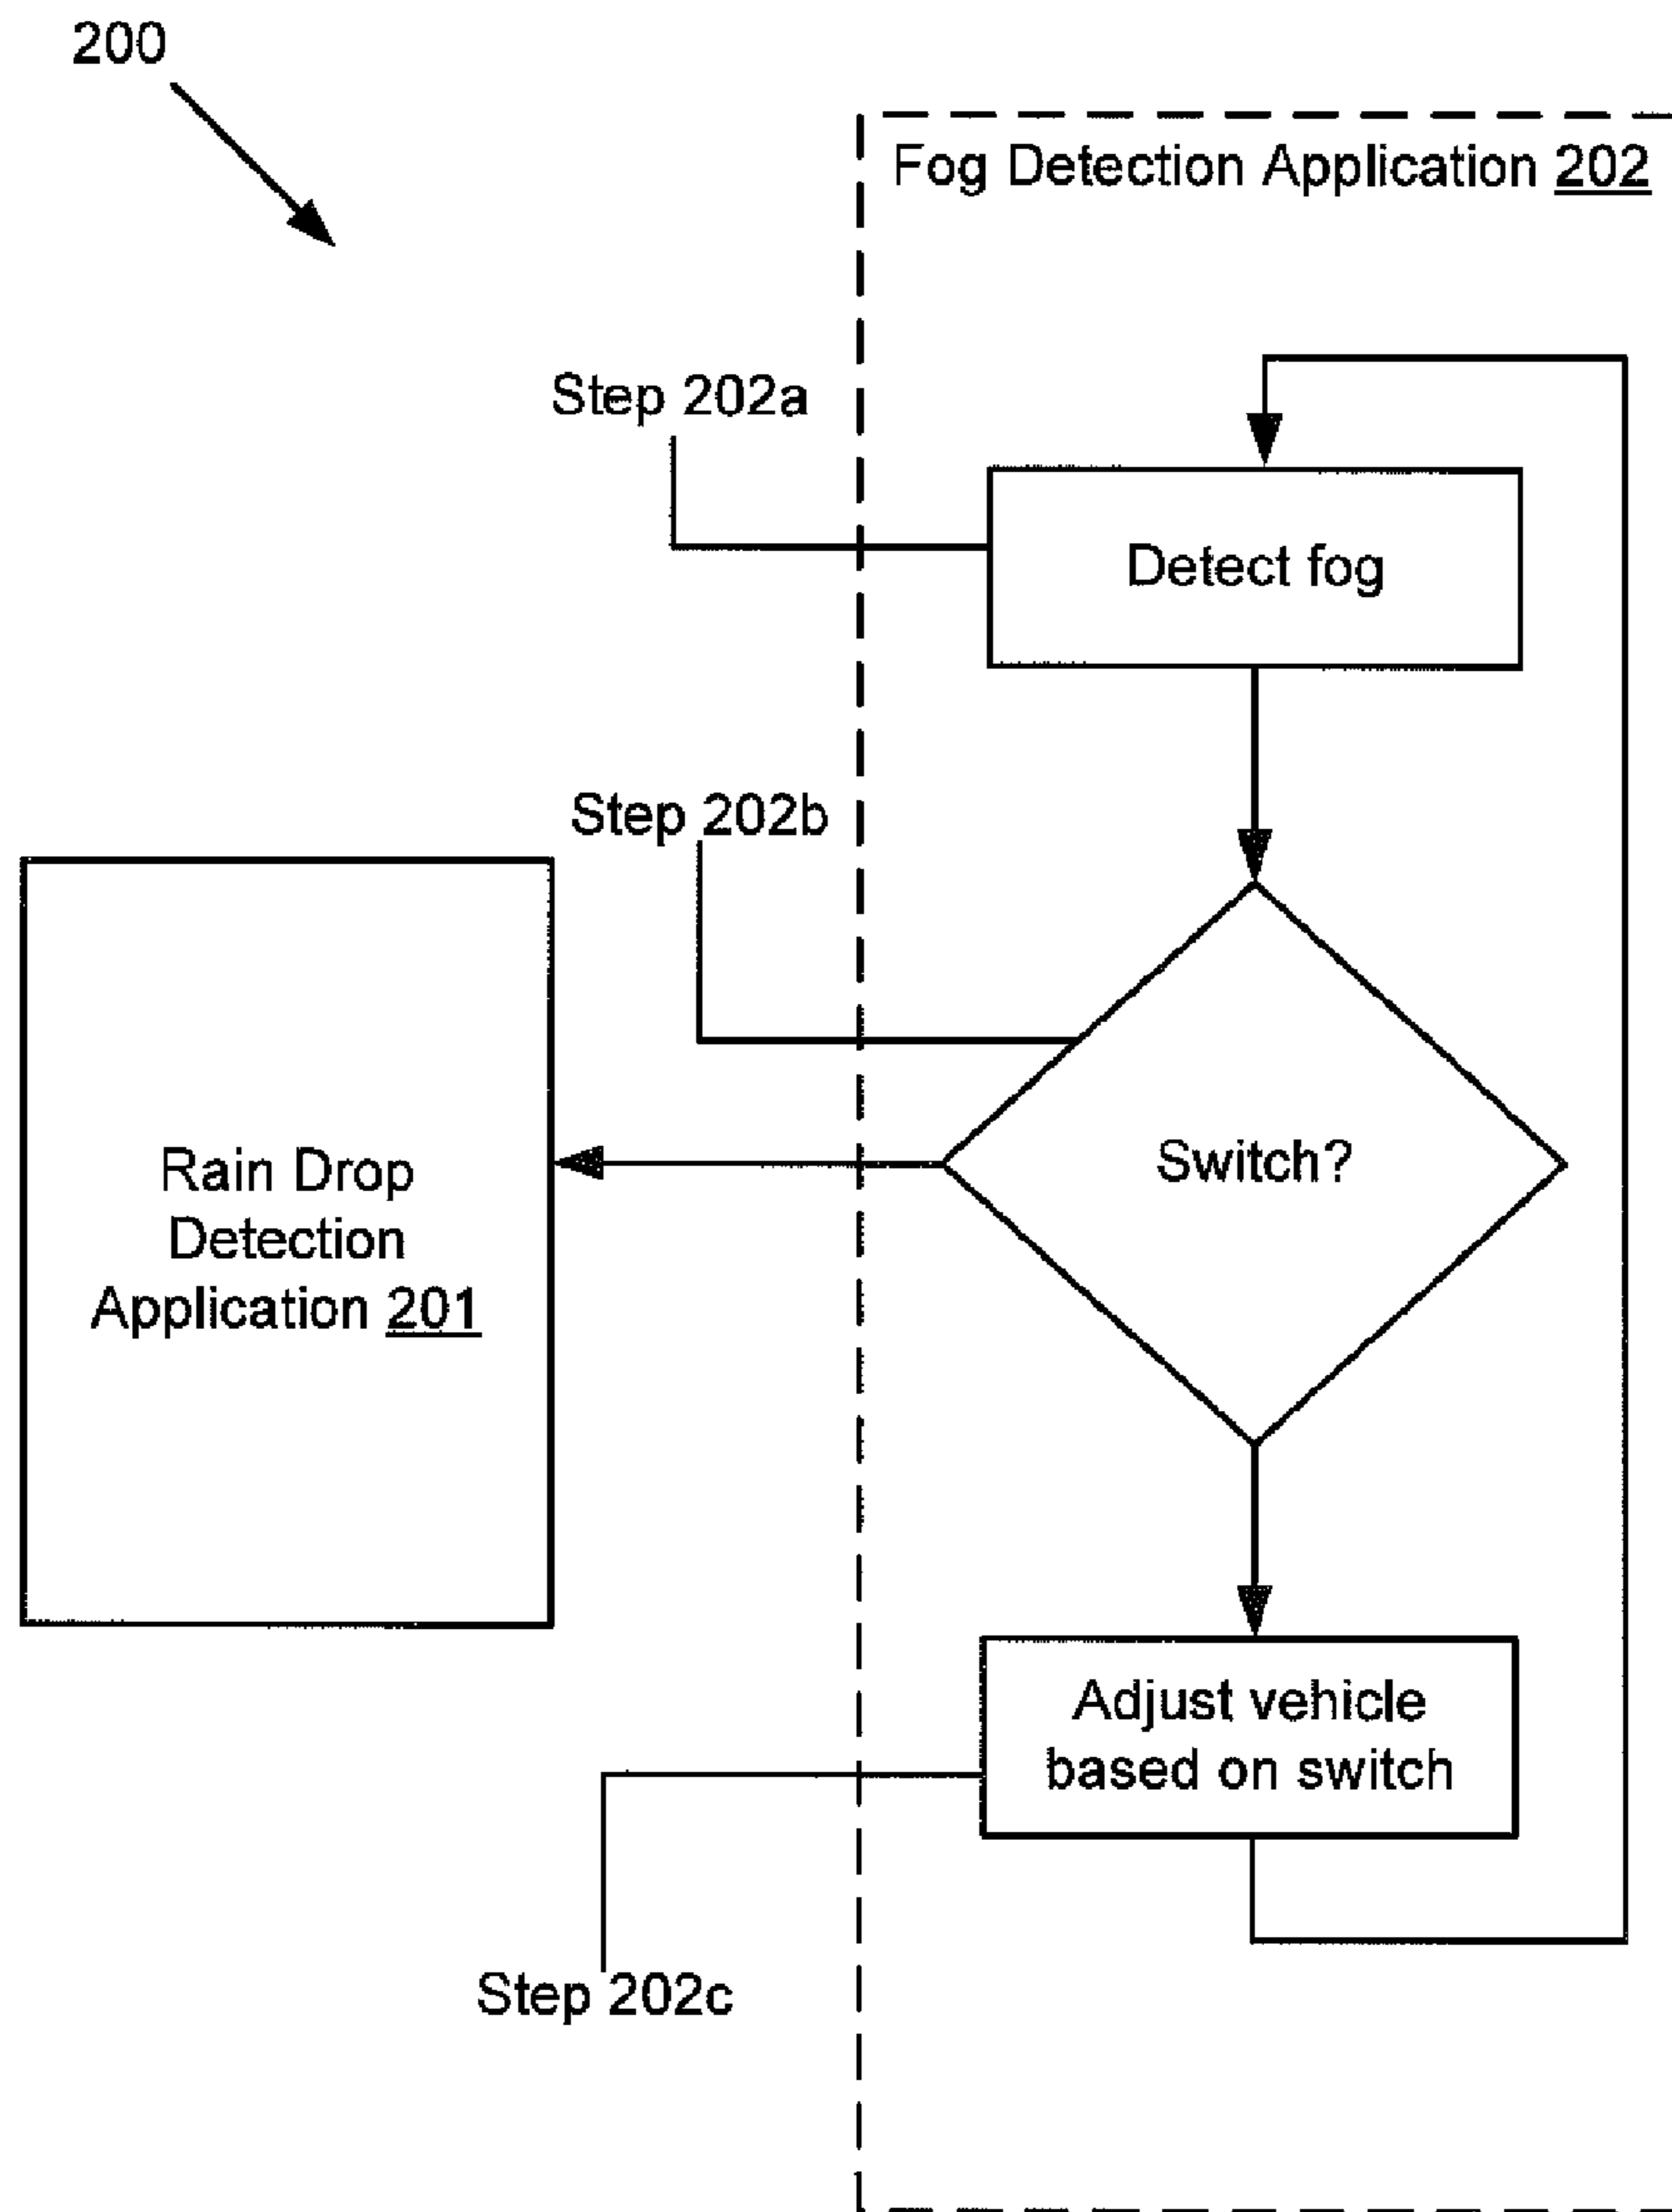 200
Fog Detection Application 202
Step 202a
Detect fog
Step 202b
Switch?
Rain Drop
Detection
Application 201
Adjust vehicle
based on switch
Step 202c